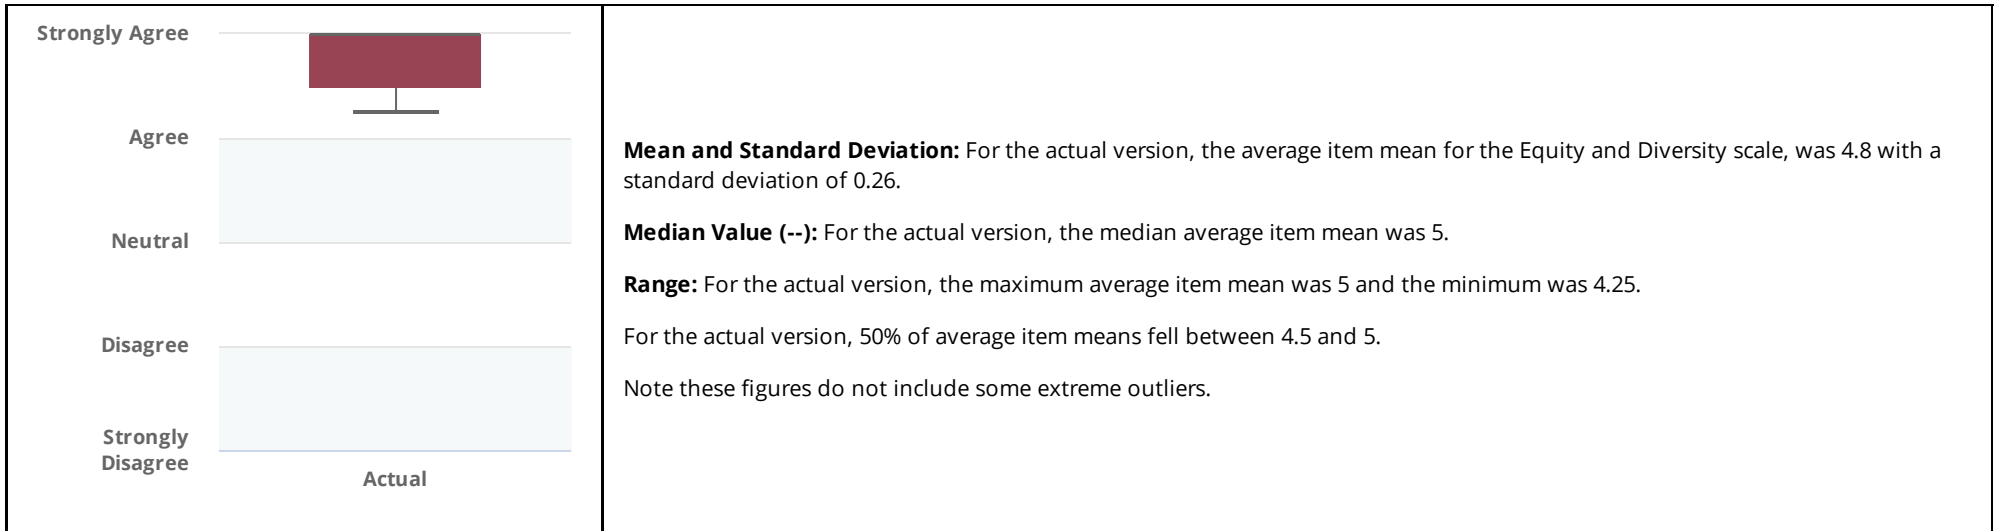 Strongly Agree
Agree
Neutral
Disagree
Strongly
Disagree
Actual
Mean and Standard Deviation: For the actual version, the average item mean for the Equity and Diversity scale, was 4.8 with a
standard deviation of 0.26.
Median Value (--): For the actual version, the median average item mean was 5.
Range: For the actual version, the maximum average item mean was 5 and the minimum was 4.25.
For the actual version, 50% of average item means fell between 4.5 and 5.
Note these figures do not include some extreme outliers.